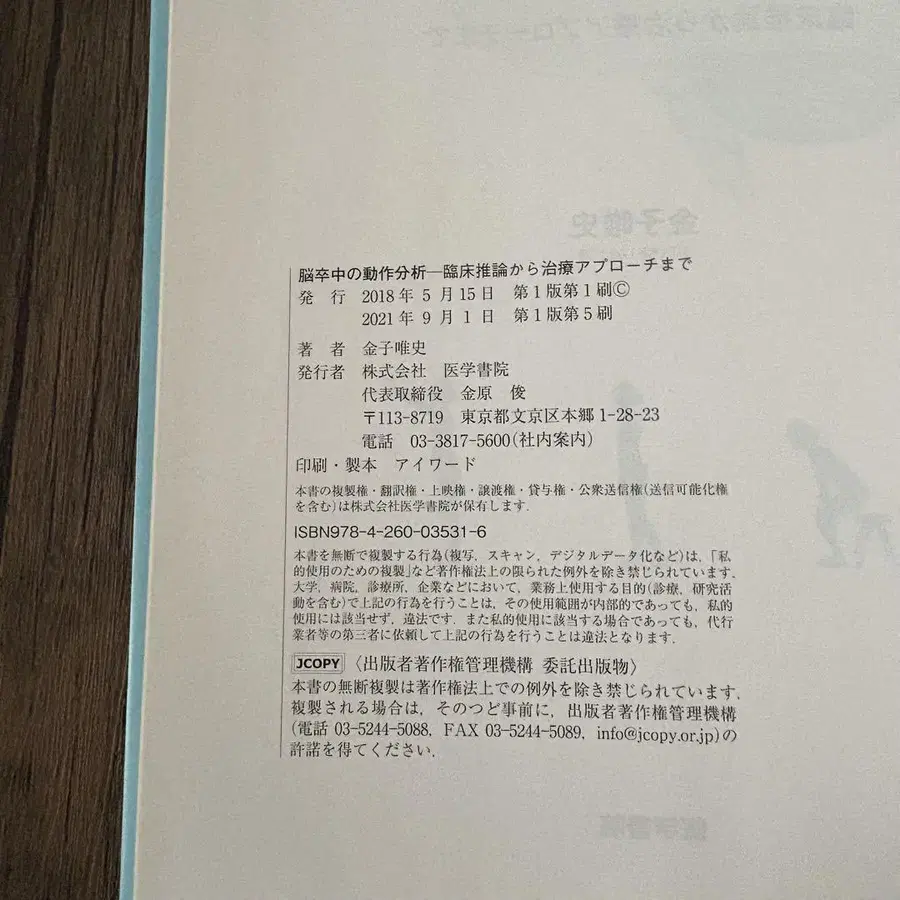 脳卒中の動作分析―臨床推論から治療アプローチまで
発 行 2018年 5 月15日 第1版第1刷Ⓒ
2021年 9 月 1 日 第1版第5刷
著 者 金子唯史
発行者 株式会社 医学書院
代表取締役 金原 俊
〒113-8719 東京都文京区本郷 1-28-23
電話 03-3817-5600(社内案内)
印刷・製本 アイワード
本書の複製権・翻訳権・上映権・譲渡権・貸与権・公衆送信権(送信可能化権
を含む)は株式会社医学書院が保有します.
ISBN978-4-260-03531-6
本書を無断で複製する行為(複写,スキャン,デジタルデータ化など)は,「私
的使用のための複製」など著作権法上の限られた例外を除き禁じられています.
大学,病院,診療所,企業などにおいて,業務上使用する目的(診療,研究活
動を含む)で上記の行為を行うことは,その使用範囲が内部的であっても,私的
使用には該当せず,違法です.また私的使用に該当する場合であっても,代行
業者等の第三者に依頼して上記の行為を行うことは違法となります.
JCOPY 〈出版者著作権管理機構 委託出版物〉
本書の無断複製は著作権法上での例外を除き禁じられています.
複製される場合は,そのつど事前に,出版者著作権管理機構
(電話 03-5244-5088, FAX 03-5244-5089, info@jcopy.or.jp)の
許諾を得てください.